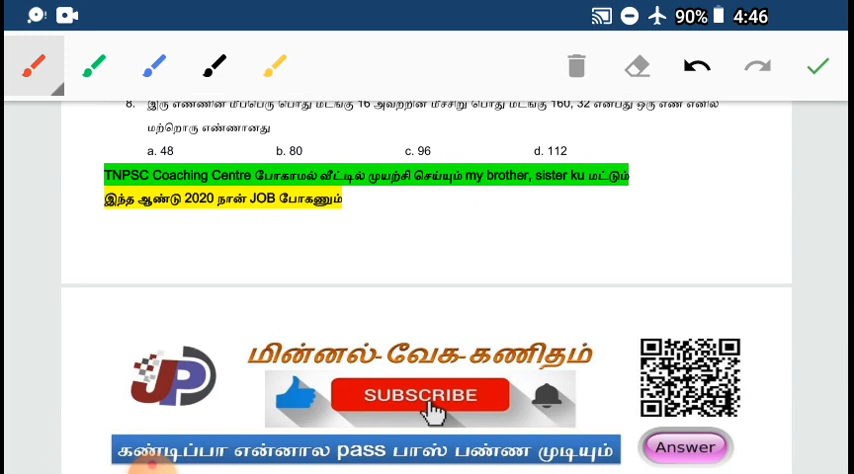 90% 4:46
8. இரு எண்ணின் மீப்பெரு பொது மடங்கு 16 அவற்றின் மீச்சிறு பொது மடங்கு 160, 32 என்பது ஒரு எண் எனில்
மற்றொரு எண்ணானது
a. 48 b. 80 c. 96 d. 112
TNPSC Coaching Centre போகாமல் வீட்டில் முயற்சி செய்யும் my brother, sister ku மட்டும்
இந்த ஆண்டு 2020 நான் JOB போகணும்
JP
மின்னல்-வேக-கணிதம்
SUBSCRIBE
கண்டிப்பா என்னால pass பாஸ் பண்ண முடியும்
Answer